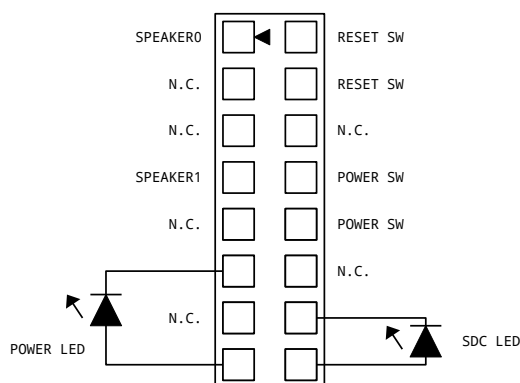 SPEAKER0 RESET SW
N.C. RESET SW
N.C. N.C.
SPEAKER1 POWER SW
N.C. POWER SW
N.C.
N.C.
POWER LED SDC LED